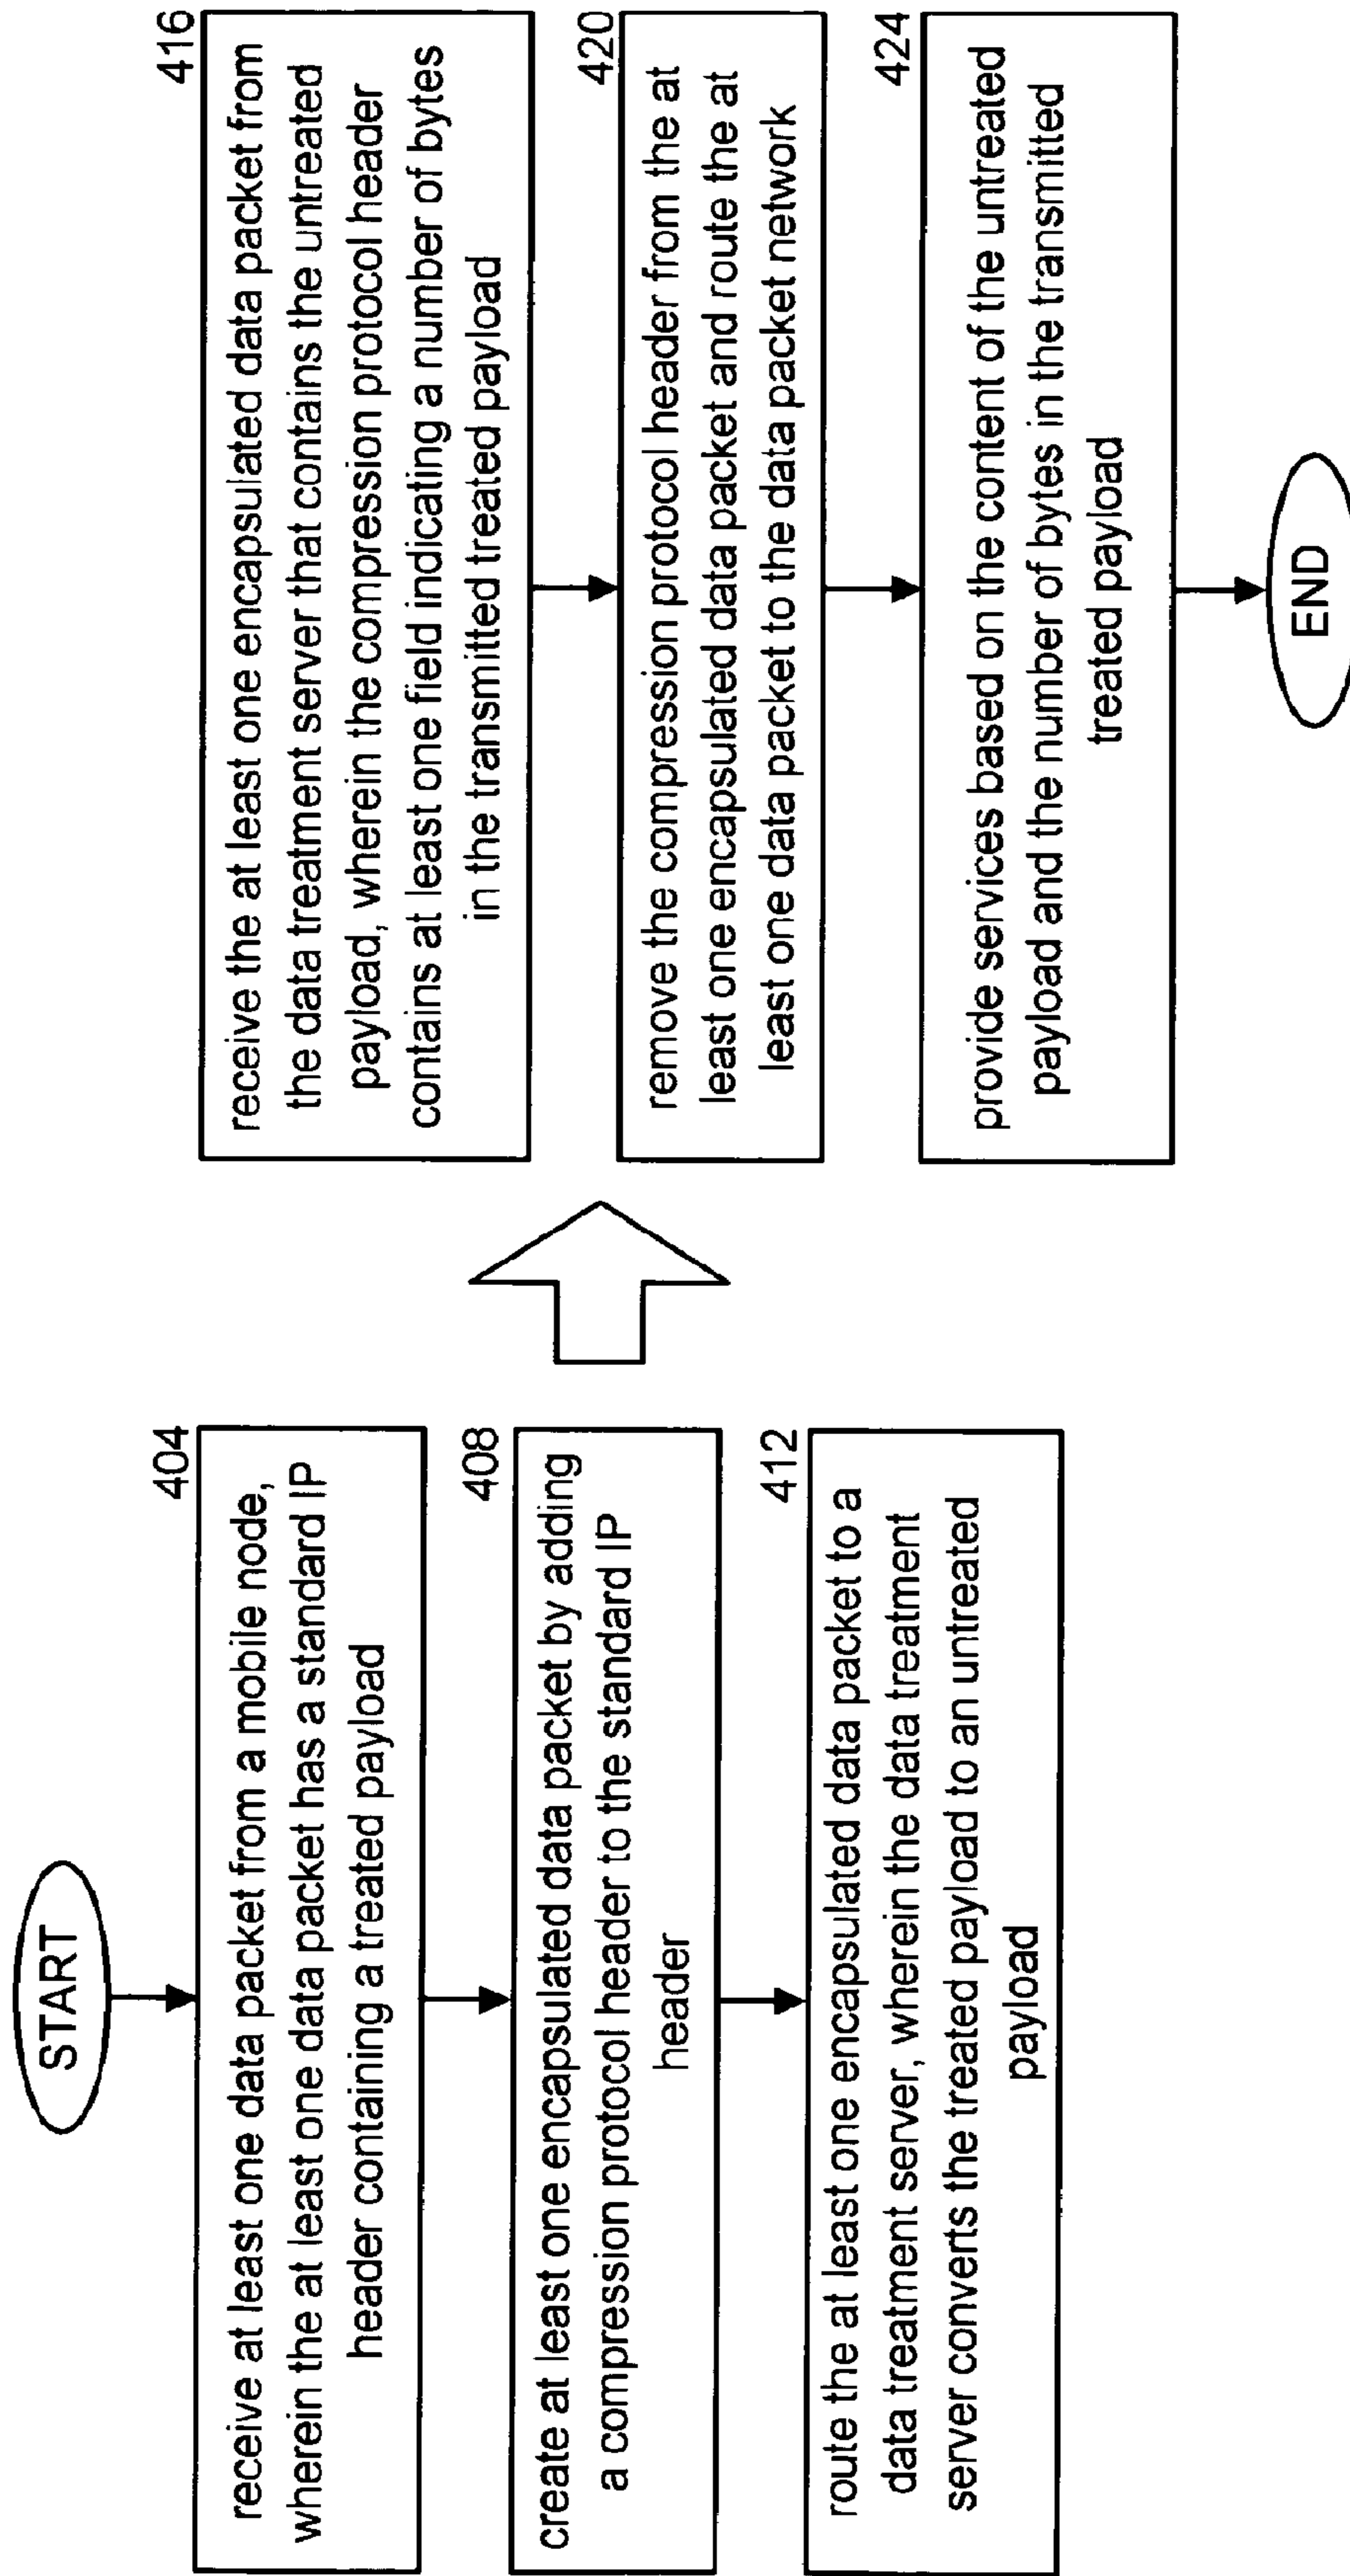 START
404
receive at least one data packet from a mobile node,
wherein the at least one data packet has a standard IP
header containing a treated payload
408
create at least one encapsulated data packet by adding
a compression protocol header to the standard IP
header
412
route the at least one encapsulated data packet to a
data treatment server, wherein the data treatment
server converts the treated payload to an untreated
payload
416
receive the at least one encapsulated data packet from
the data treatment server that contains the untreated
payload, wherein the compression protocol header
contains at least one field indicating a number of bytes
in the transmitted treated payload
420
remove the compression protocol header from the at
least one encapsulated data packet and route the at
least one data packet to the data packet network
424
provide services based on the content of the untreated
payload and the number of bytes in the transmitted
treated payload
END